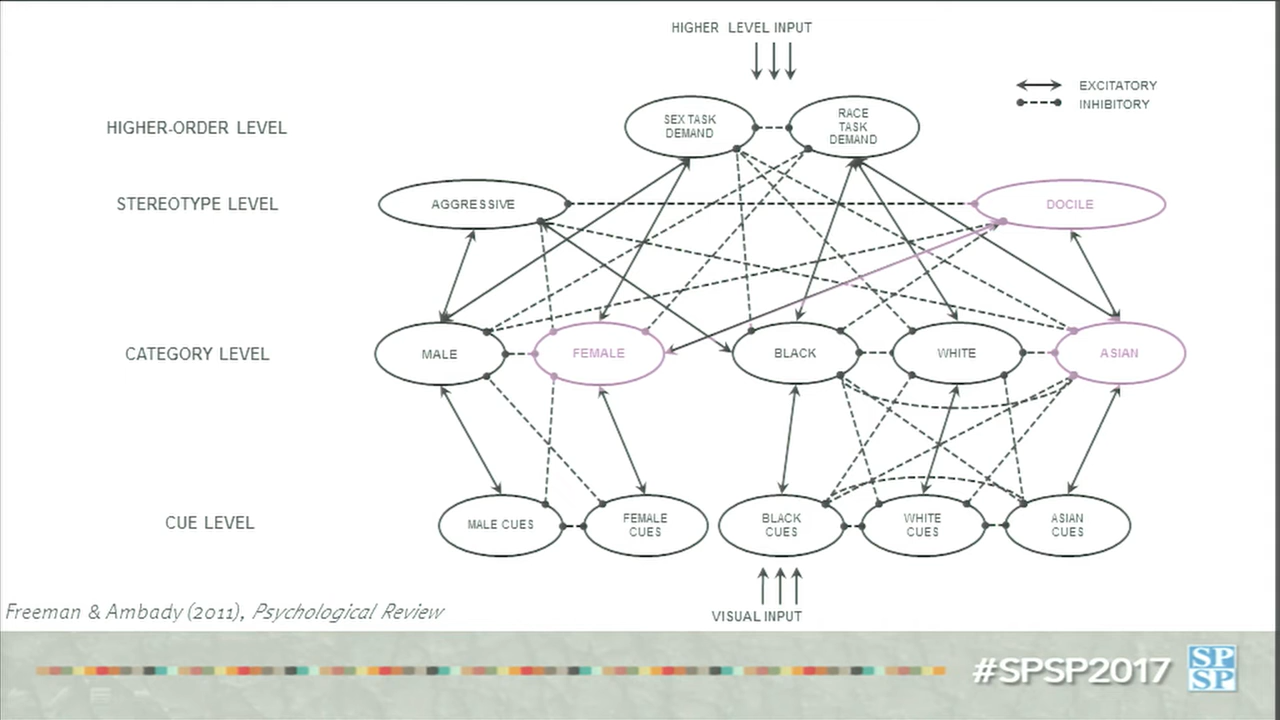 HIGHER LEVEL INPUT
EXCITATORY
INHIBITORY
HIGHER-ORDER LEVEL
SEX TASK
DEMAND
RACE
TASK
DEMAND
STEREOTYPE LEVEL
AGGRESSIVE
DOCILE
CATEGORY LEVEL
MALE
FEMALE
BLACK
WHITE
ASIAN
CUE LEVEL
MALE CUES
FEMALE
CUES
BLACK
CUES
WHITE
CUES
ASIAN
CUES
VISUAL INPUT
Freeman & Ambady (2011), Psychological Review
#SPSP2017
SP
SP